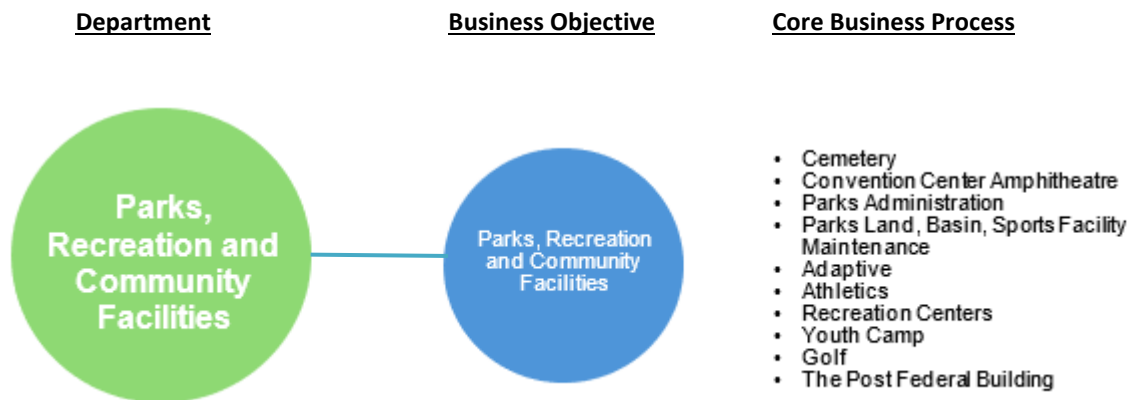 Department
Business Objective
Core Business Process
Parks,
Recreation and
Community
Facilities
Parks, Recreation
and Community
Facilities
• Cemetery
• Convention Center Amphitheatre
• Parks Administration
• Parks Land, Basin, Sports Facility
Maintenance
• Adaptive
• Athletics
• Recreation Centers
• Youth Camp
• Golf
• The Post Federal Building